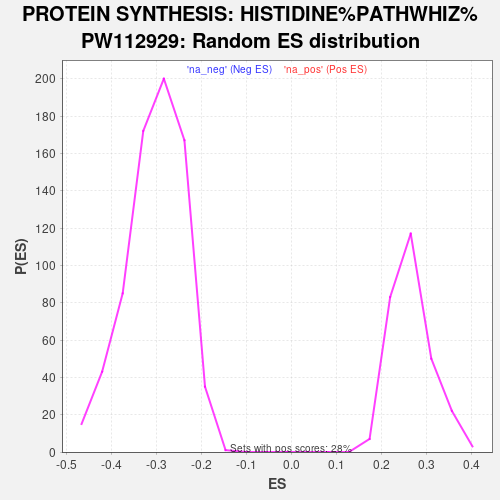 PROTEIN SYNTHESIS: HISTIDINE%PATHWHIZ%
PW112929: Random ES distribution
'na_neg' (Neg ES) 'na_pos' (Pos ES)
200
180
160
140
120
100
80
60
40
20
0
P(ES)
Sets with pos scores: 28%
-0.5 -0.4 -0.3 -0.2 -0.1 0.0 0.1 0.2 0.3 0.4
ES